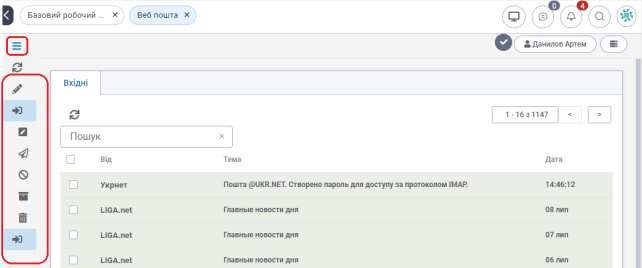 Базовий робочий ... ×
Веб пошта ×
0
4
Данилов Артем
Вхідні
1 - 16 з 1147 < >
Пошук ×
Від Тема Дата
Укрнет Пошта @UKR.NET. Створено пароль для доступу за протоколом IMAP. 14:46:12
LIGA.net Главные новости дня 08 лип
LIGA.net Главные новости дня 07 лип
LIGA.net Главные новости дня 06 лип